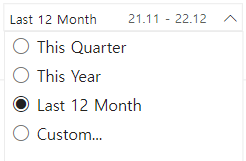 Last 12 Month 21.11 - 22.12
This Quarter
This Year
Last 12 Month
Custom...